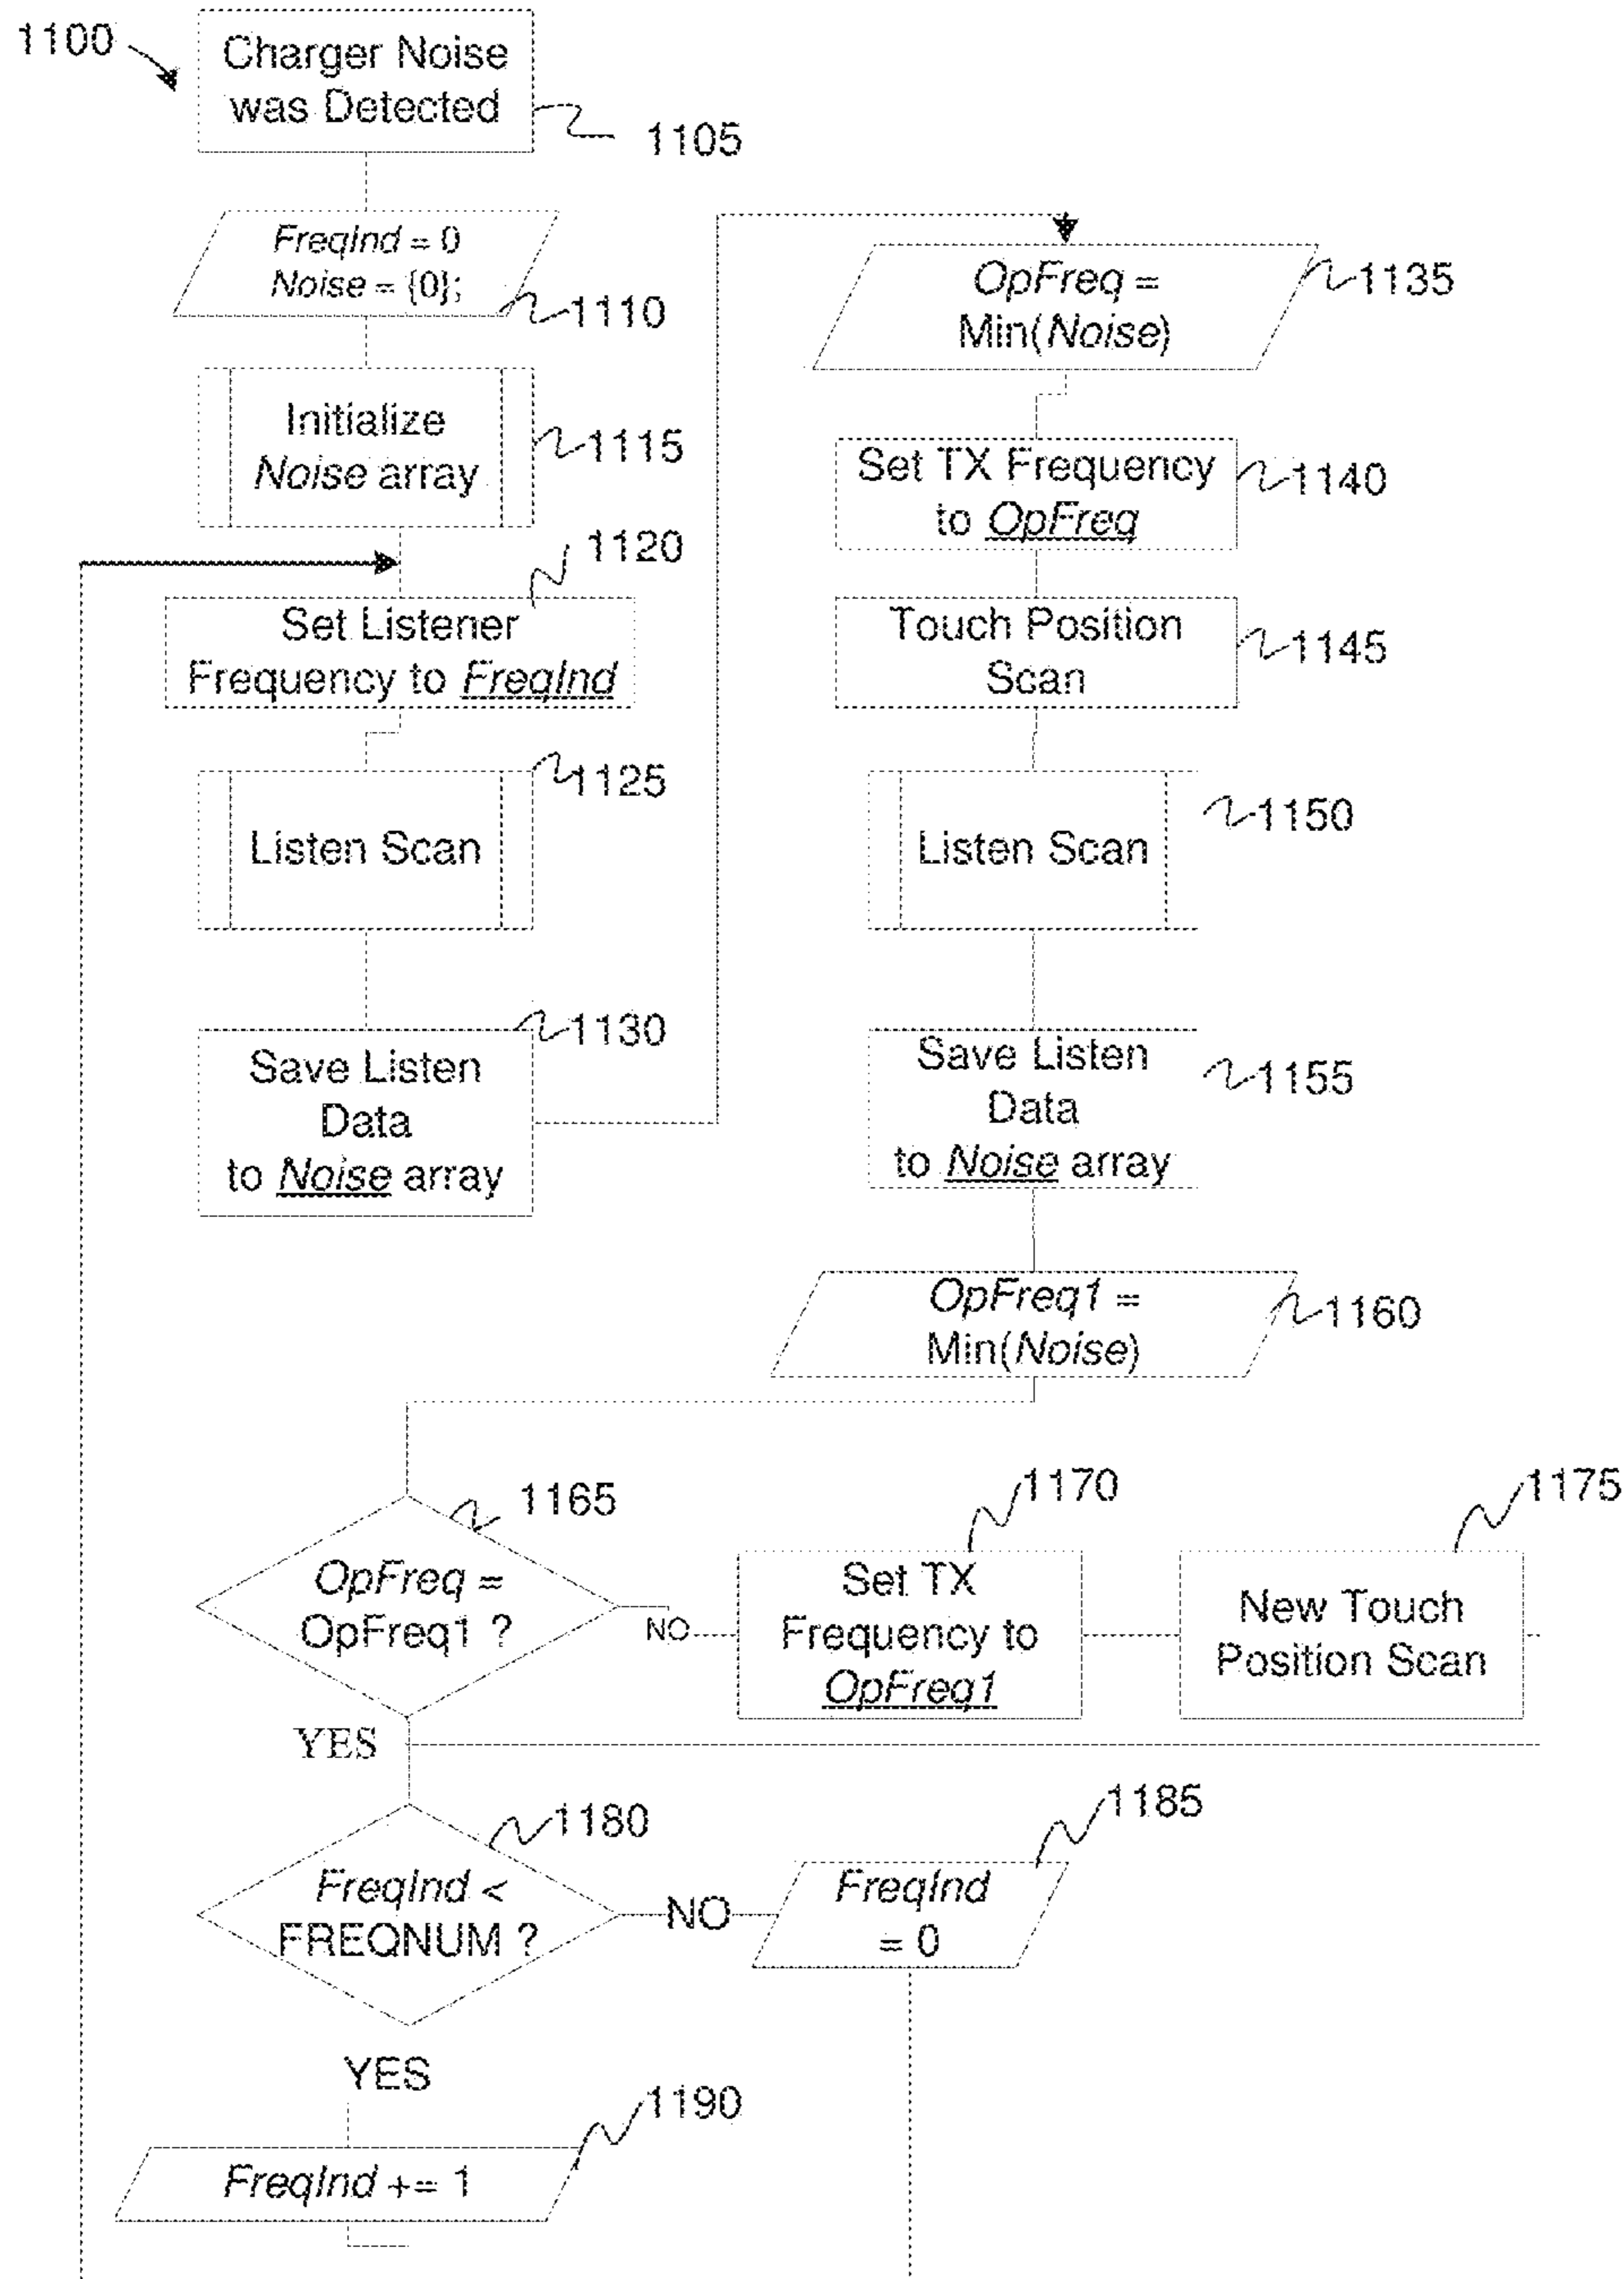 1100
Charger Noise
was Detected
1105
FreqInd = 0
Noise = {0};
1110
Initialize
Noise array
1115
1120
Set Listener
Frequency to FreqInd
1125
Listen Scan
1130
Save Listen
Data
to Noise array
OpFreq =
Min(Noise)
1135
Set TX Frequency
to OpFreq
1140
Touch Position
Scan
1145
Listen Scan
1150
Save Listen
Data
to Noise array
1155
OpFreq1 =
Min(Noise)
1160
1165
OpFreq =
OpFreq1 ?
NO
1170
Set TX
Frequency to
OpFreq1
1175
New Touch
Position Scan
YES
1180
FreqInd <
FREQNUM ?
NO
1185
FreqInd
= 0
YES
1190
FreqInd += 1